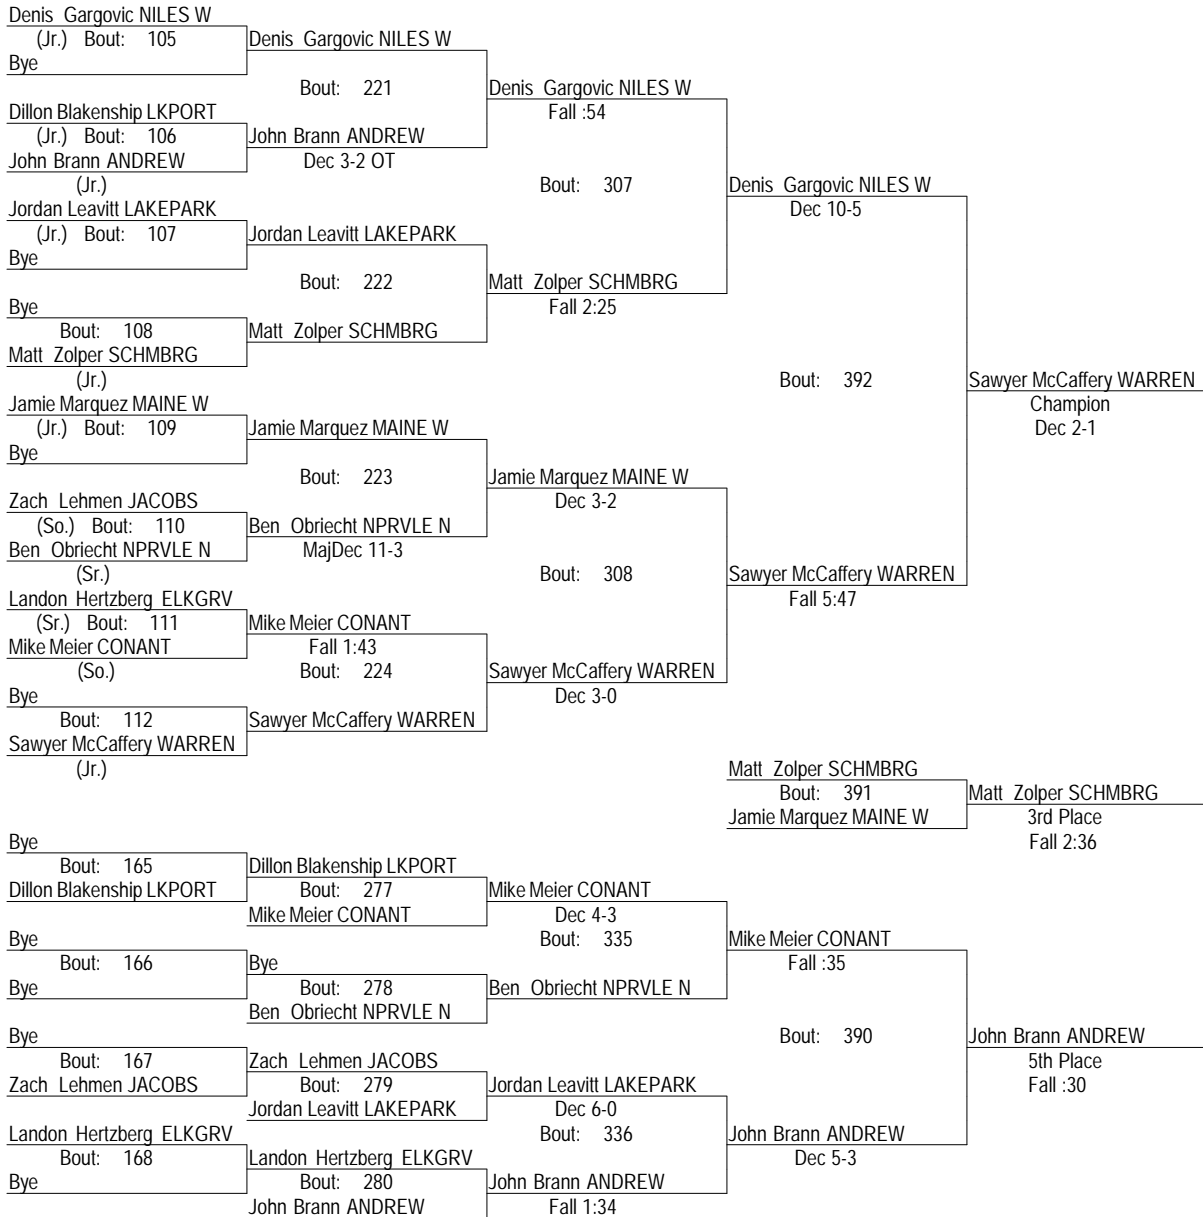 Denis Gargovic NILES W
(Jr.) Bout: 105 Denis Gargovic NILES W
Bye
Bout: 221 Denis Gargovic NILES W
Dillon Blakenship LKPORT Fall :54
(Jr.) Bout: 106 John Brann ANDREW
John Brann ANDREW Dec 3-2 OT
(Jr.) Bout: 307 Denis Gargovic NILES W
Jordan Leavitt LAKEPARK Dec 10-5
(Jr.) Bout: 107 Jordan Leavitt LAKEPARK
Bye
Bout: 222 Matt Zolper SCHMBRG
Bye Fall 2:25
Bout: 108 Matt Zolper SCHMBRG
Matt Zolper SCHMBRG
(Jr.) Bout: 392 Sawyer McCaffery WARREN
Jamie Marquez MAINE W Champion
(Jr.) Bout: 109 Jamie Marquez MAINE W Dec 2-1
Bye
Bout: 223 Jamie Marquez MAINE W
Zach Lehmen JACOBS Dec 3-2
(So.) Bout: 110 Ben Obriecht NPRVLE N
Ben Obriecht NPRVLE N MajDec 11-3
(Sr.) Bout: 308 Sawyer McCaffery WARREN
Landon Hertzberg ELKGRV Fall 5:47
(Sr.) Bout: 111 Mike Meier CONANT
Mike Meier CONANT Fall 1:43
(So.) Bout: 224 Sawyer McCaffery WARREN
Bye Dec 3-0
Bout: 112 Sawyer McCaffery WARREN
Sawyer McCaffery WARREN
(Jr.) Matt Zolper SCHMBRG
Bout: 391 Matt Zolper SCHMBRG
Jamie Marquez MAINE W 3rd Place
Bye Fall 2:36
Bout: 165 Dillon Blakenship LKPORT
Dillon Blakenship LKPORT Bout: 277 Mike Meier CONANT
Mike Meier CONANT Dec 4-3
Bye Bout: 335 Mike Meier CONANT
Bout: 166 Bye Fall :35
Bye Bout: 278 Ben Obriecht NPRVLE N
Ben Obriecht NPRVLE N
Bye Bout: 390 John Brann ANDREW
Bout: 167 Zach Lehmen JACOBS 5th Place
Zach Lehmen JACOBS Bout: 279 Jordan Leavitt LAKEPARK Fall :30
Jordan Leavitt LAKEPARK Dec 6-0
Landon Hertzberg ELKGRV Bout: 336 John Brann ANDREW
Bout: 168 Landon Hertzberg ELKGRV Dec 5-3
Bye Bout: 280 John Brann ANDREW
John Brann ANDREW Fall 1:34